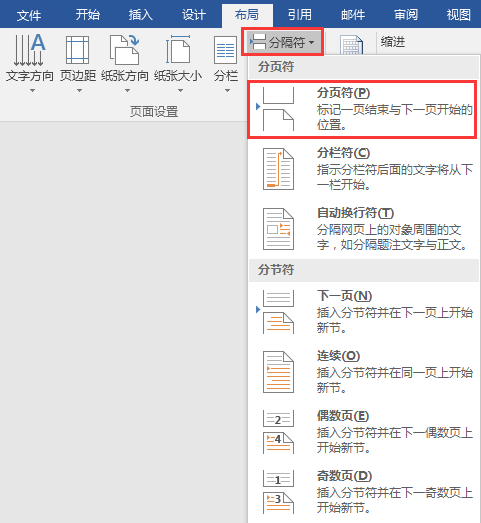 文件 开始 插入 设计 布局 引用 邮件 审阅 视图
文字方向 页边距 纸张方向 纸张大小 分栏
页面设置
分隔符
缩进
分页符
分页符(P)
标记一页结束与下一页开始的
位置。
分栏符(C)
指示分栏符后面的文字将从下
一栏开始。
自动换行符(T)
分隔网页上的对象周围的文
字，如分隔题注文字与正文。
分节符
下一页(N)
插入分节符并在下一页上开始
新节。
连续(O)
插入分节符并在同一页上开始
新节。
2
4
偶数页(E)
插入分节符并在下一偶数页上
开始新节。
1
3
奇数页(D)
插入分节符并在下一奇数页上
开始新节。